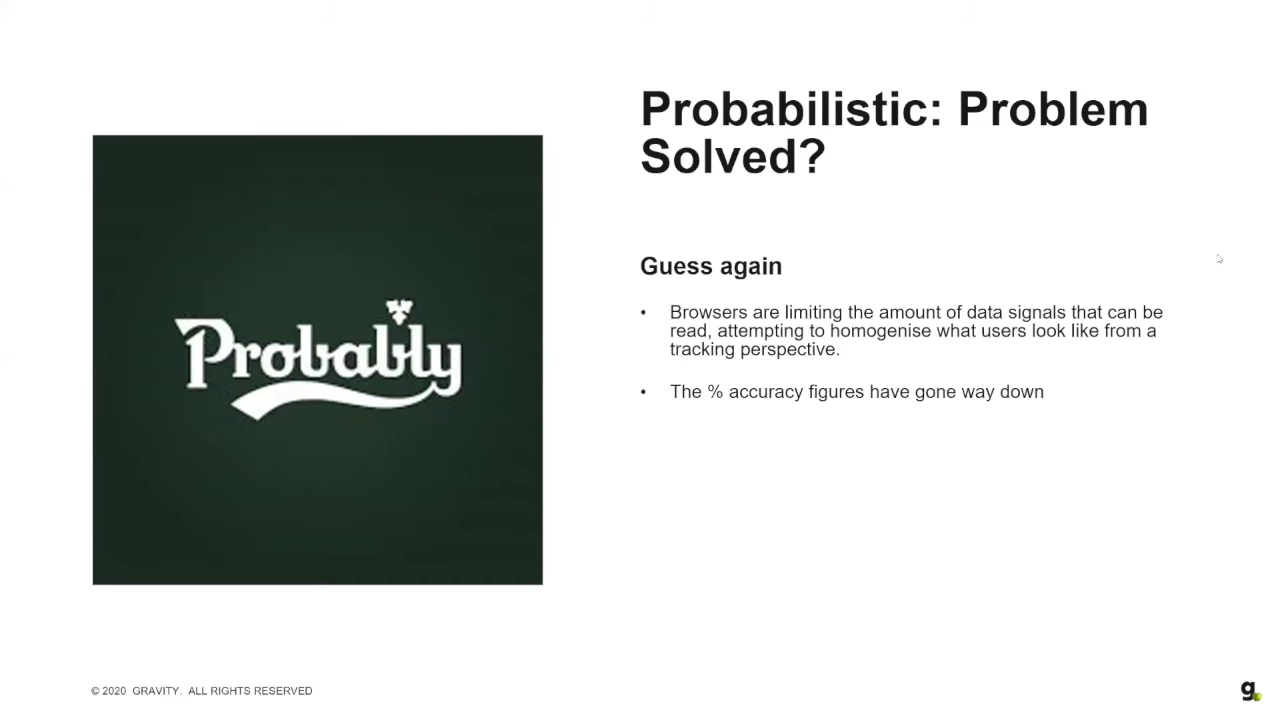 Probabilistic: Problem
Solved?
Probably
Guess again
• Browsers are limiting the amount of data signals that can be
read, attempting to homogenise what users look like from a
tracking perspective.
• The % accuracy figures have gone way down
© 2020 GRAVITY. ALL RIGHTS RESERVED
g.